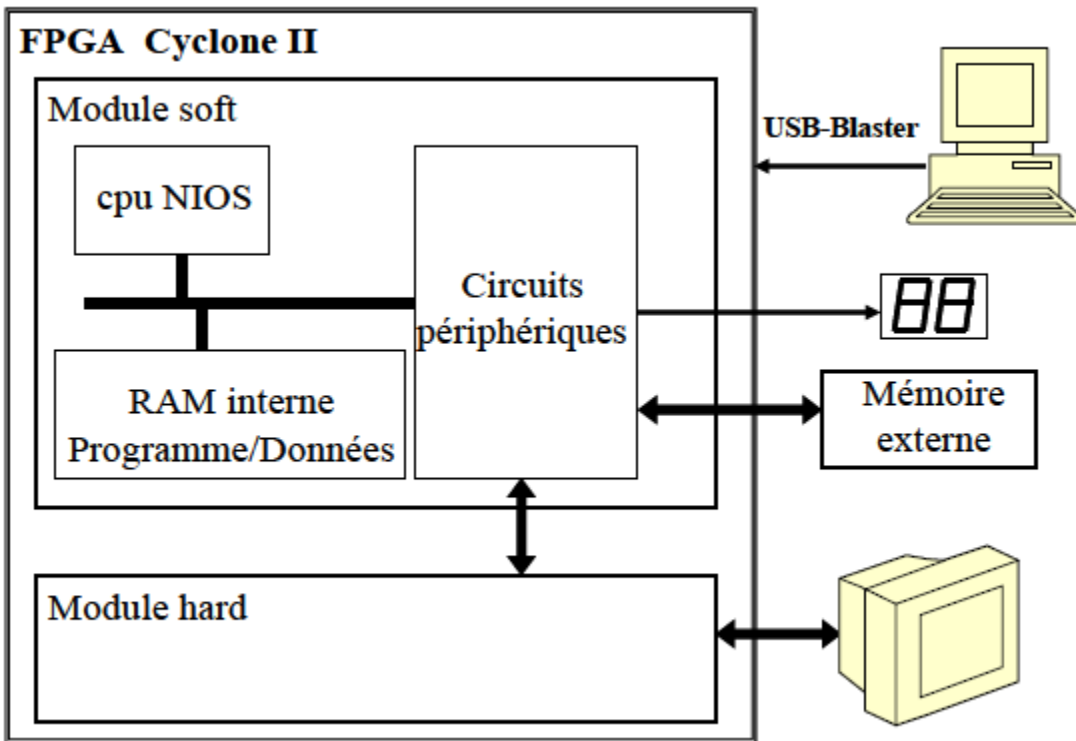 FPGA Cyclone II
Module soft
cpu NIOS
RAM interne
Programme/Données
Circuits
périphériques
USB-Blaster
88
Mémoire
externe
Module hard